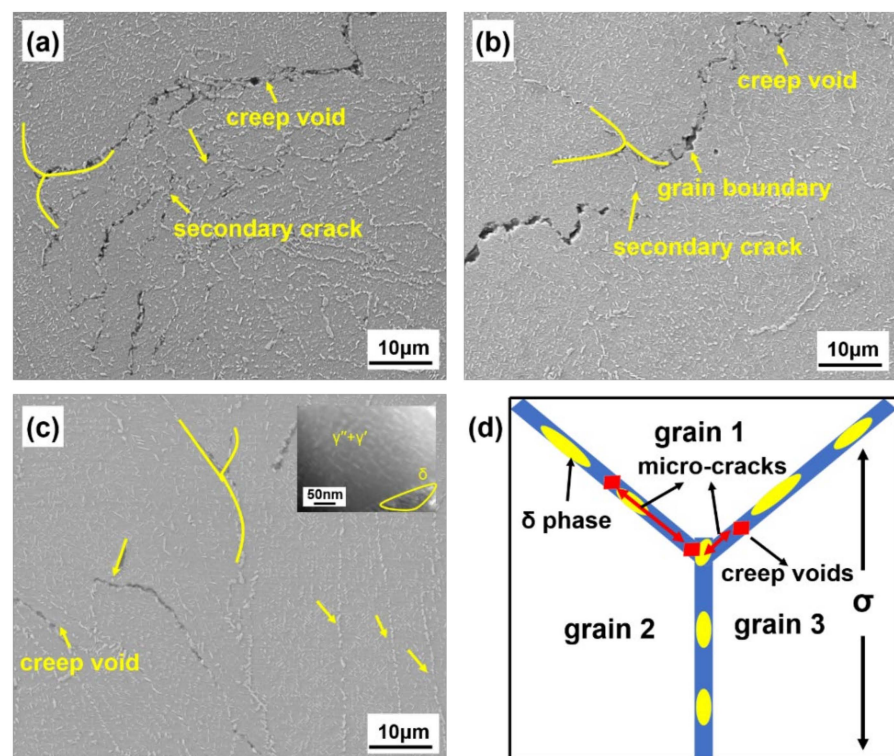 (a)
creep void
secondary crack
10μm
(b)
creep void
grain boundary
secondary crack
10μm
(c)
γ″+γ′
δ
50nm
creep void
10μm
(d)
grain 1
micro-cracks
δ phase
creep voids
σ
grain 2
grain 3